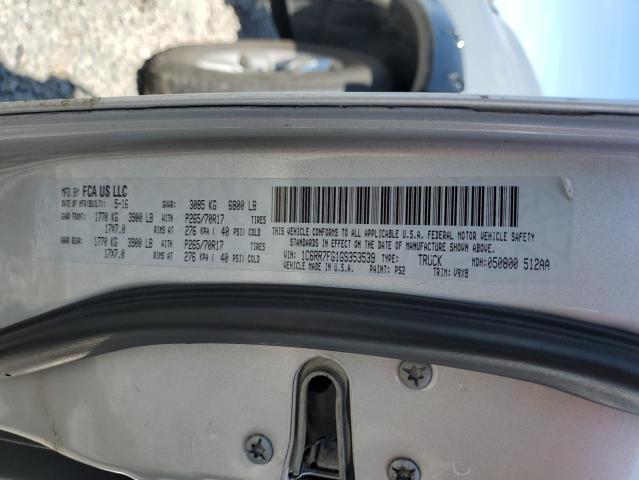 MFD BY FCA US LLC
DATE OF MFR(BUILT): 5-16 GVWR: 3085 KG 6800 LB
GAWR: FRONT: 1770 KG 3900 LB WITH P265/70R17 TIRES
17X7.0 RIMS AT 276 KPA ( 40 PSI) COLD
GAWR REAR: 1770 KG 3900 LB WITH P265/70R17 TIRES
17X7.0 RIMS AT 276 KPA ( 40 PSI) COLD
THIS VEHICLE CONFORMS TO ALL APPLICABLE U.S.A. FEDERAL MOTOR VEHICLE SAFETY
STANDARDS IN EFFECT ON THE DATE OF MANUFACTURE SHOWN ABOVE.
VIN: 1C6RR7FG1GS353539 TYPE: TRUCK MDH: 050800 512AA
VEHICLE MADE IN U.S.A. PAINT: PS2 TRIM: V9X8